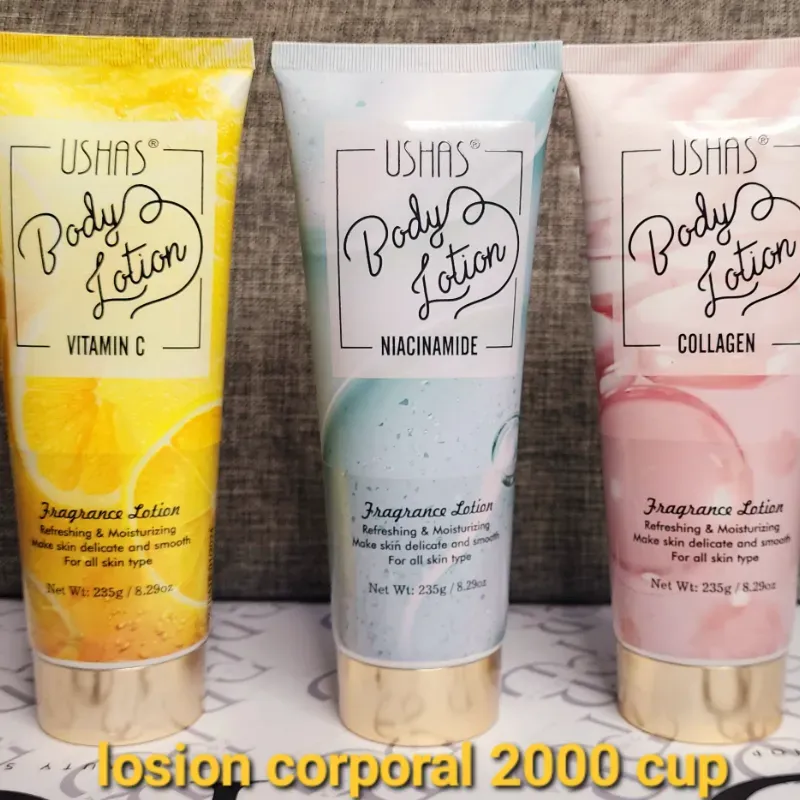 USHAS®
Body
Lotion
VITAMIN C
Fragrance Lotion
Refreshing & Moisturizing
Make skin delicate and smooth
For all skin type
Net Wt: 235g / 8.29oz
USHAS®
Body
Lotion
NIACINAMIDE
Fragrance Lotion
Refreshing & Moisturizing
Make skin delicate and smooth
For all skin type
Net Wt: 235g / 8.29oz
USHAS®
Body
Lotion
COLLAGEN
Fragrance Lotion
Refreshing & Moisturizing
Make skin delicate and smooth
For all skin type
Net Wt: 235g / 8.29oz
losion corporal 2000 cup